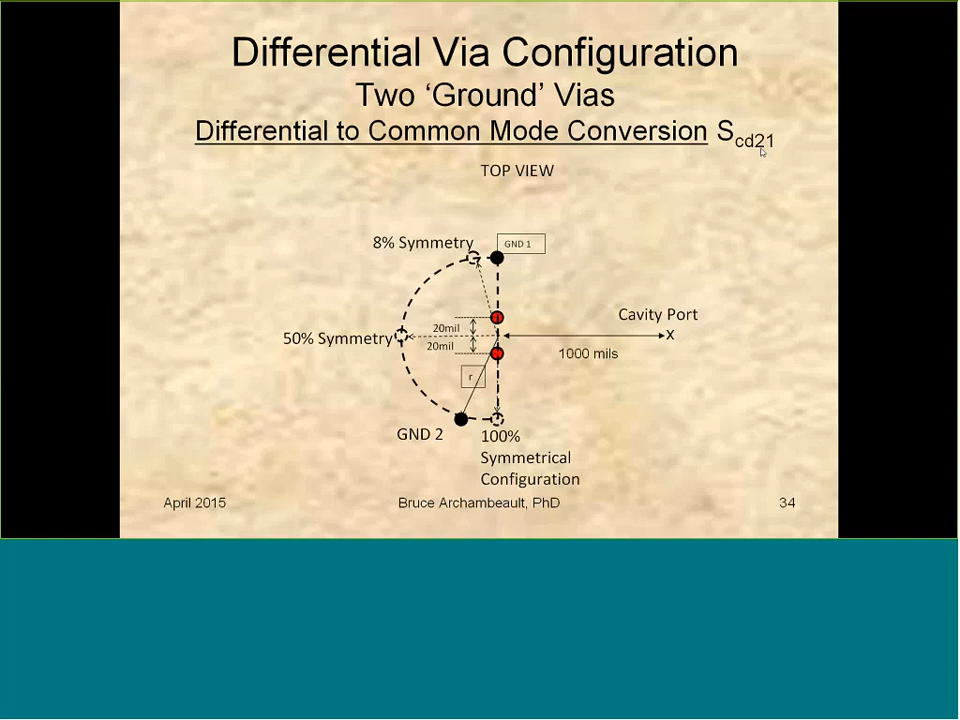 Differential Via Configuration
Two ‘Ground’ Vias
Differential to Common Mode Conversion Scd21
TOP VIEW
8% Symmetry
GND 1
Cavity Port
20mil
50% Symmetry
20mil
X
1000 mils
r
GND 2
100%
Symmetrical
Configuration
April 2015
Bruce Archambeault, PhD
34